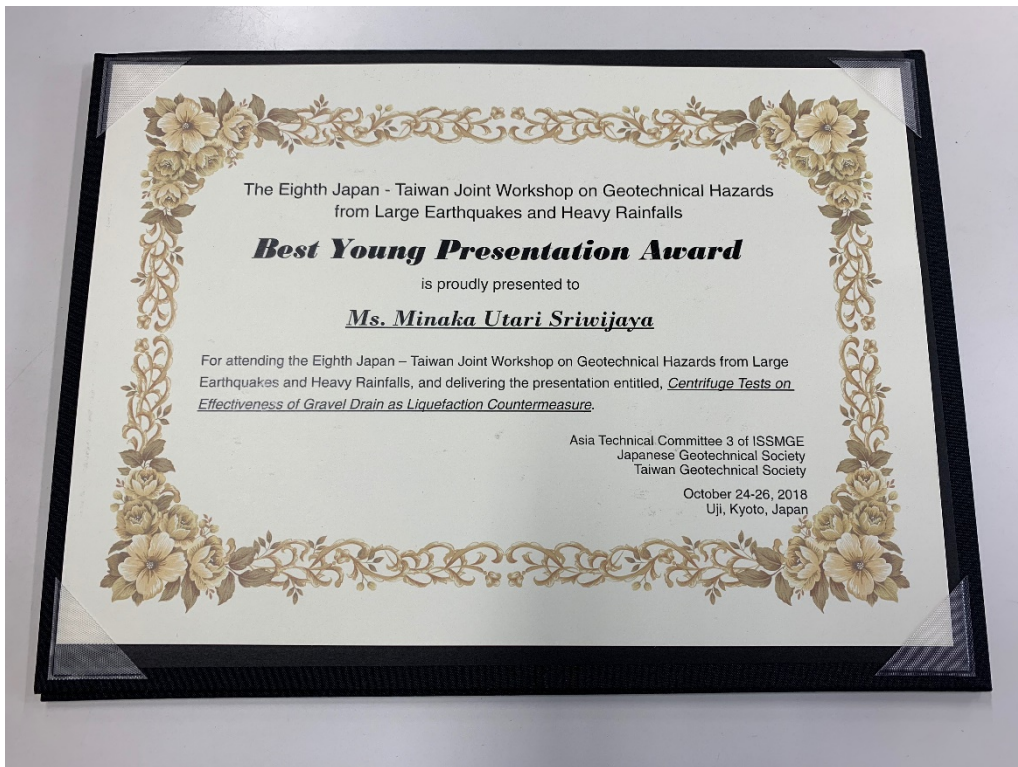 The Eighth Japan - Taiwan Joint Workshop on Geotechnical Hazards
from Large Earthquakes and Heavy Rainfalls
Best Young Presentation Award
is proudly presented to
Ms. Minaka Utari Sriwijaya
For attending the Eighth Japan – Taiwan Joint Workshop on Geotechnical Hazards from Large
Earthquakes and Heavy Rainfalls, and delivering the presentation entitled, Centrifuge Tests on
Effectiveness of Gravel Drain as Liquefaction Countermeasure.
Asia Technical Committee 3 of ISSMGE
Japanese Geotechnical Society
Taiwan Geotechnical Society
October 24-26, 2018
Uji, Kyoto, Japan